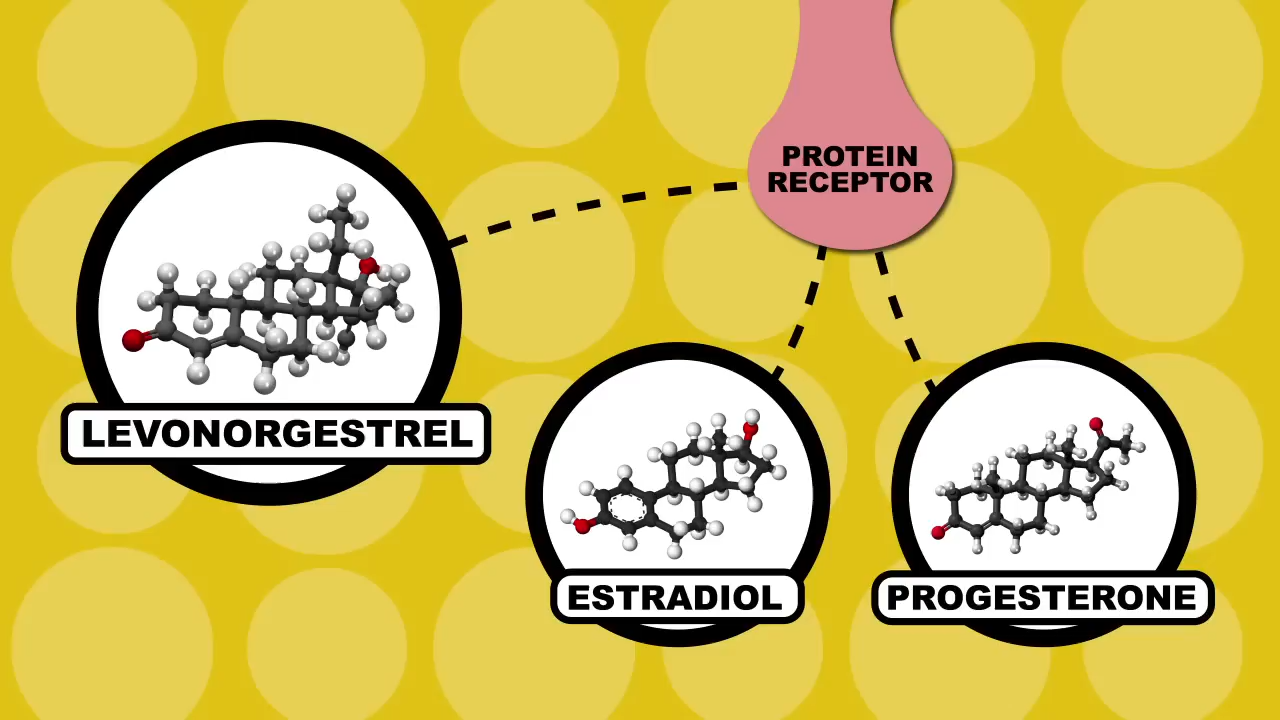 PROTEIN
RECEPTOR
LEVONORGESTREL
ESTRADIOL
PROGESTERONE